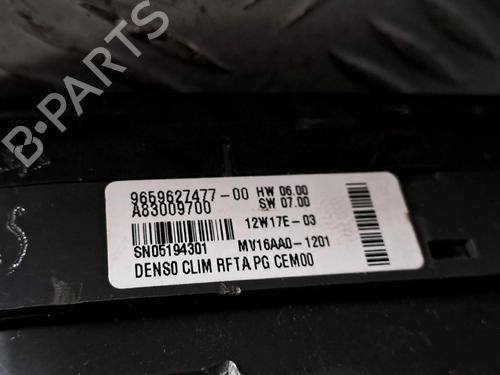 B-PARTS
9659627477-00 HW 06.00
A83009700 SW 07.00
12W17E-03
SN05194301 MV16AA0-1201
DENSO CLIM RFTA PG CEM00